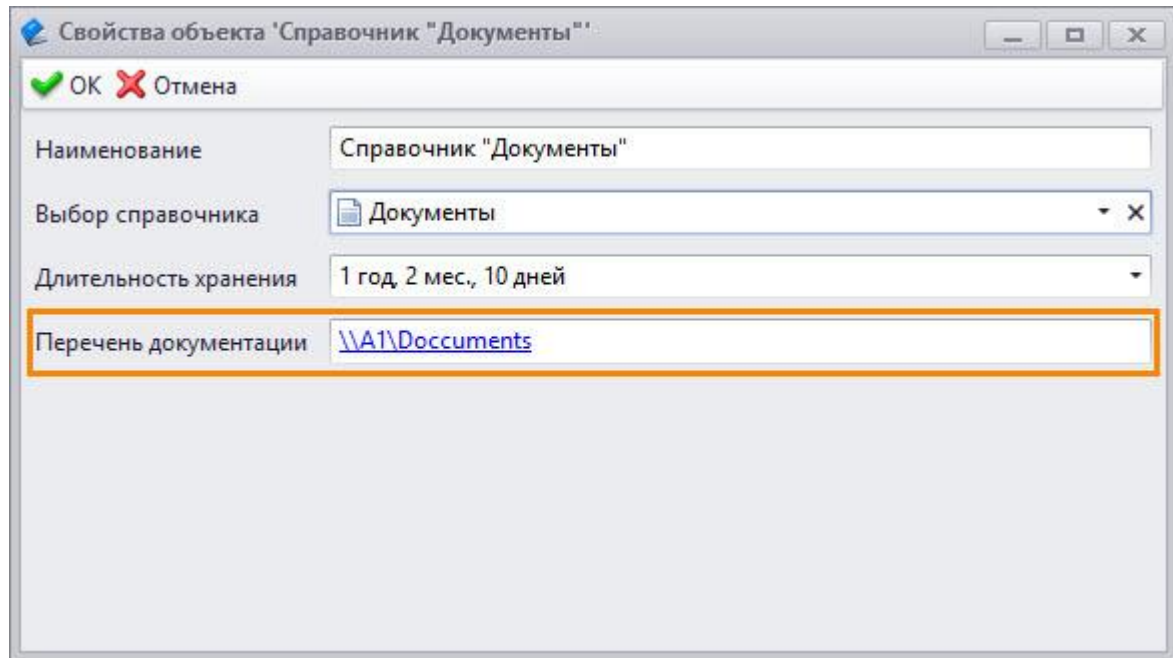 Свойства объекта 'Справочник "Документы"'
ОК Отмена
Наименование Справочник "Документы"
Выбор справочника Документы
Длительность хранения 1 год, 2 мес., 10 дней
Перечень документации \\A1\Doccuments